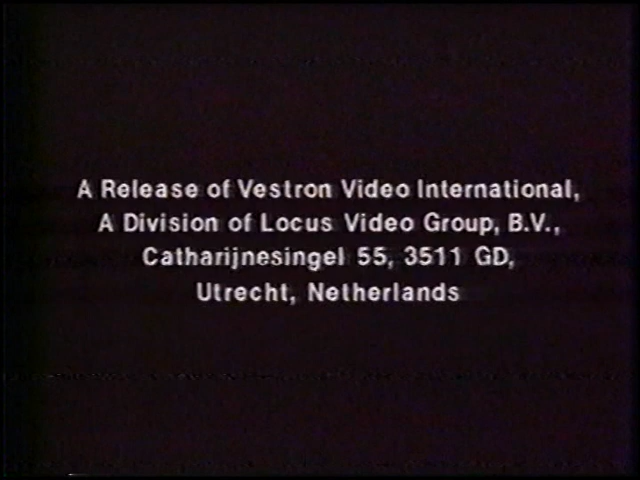 A Release of Vestron Video International,
A Division of Locus Video Group, B.V.,
Catharijnesingel 55, 3511 GD,
Utrecht, Netherlands